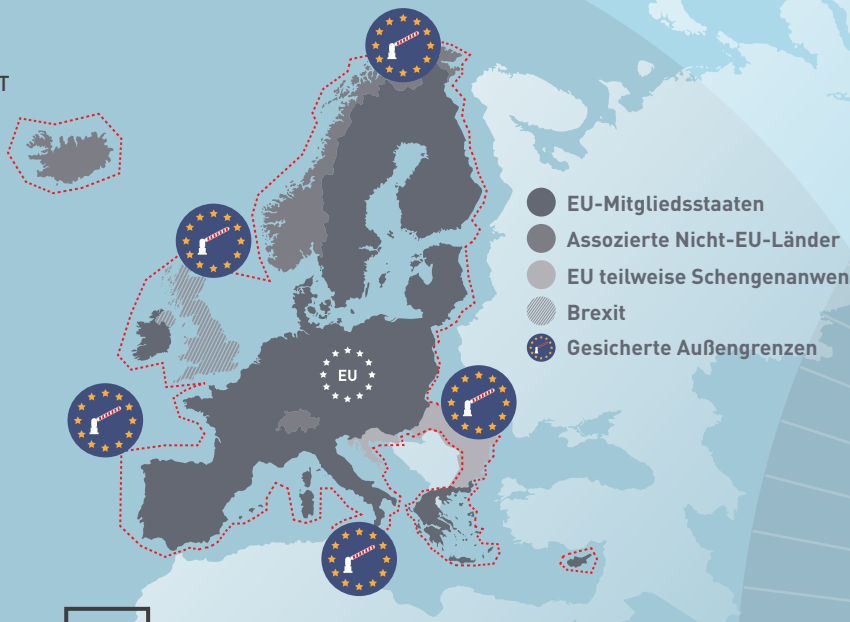 T
EU-Mitgliedsstaaten
Assozierte Nicht-EU-Länder
EU teilweise Schengenanwen
Brexit
Gesicherte Außengrenzen
EU